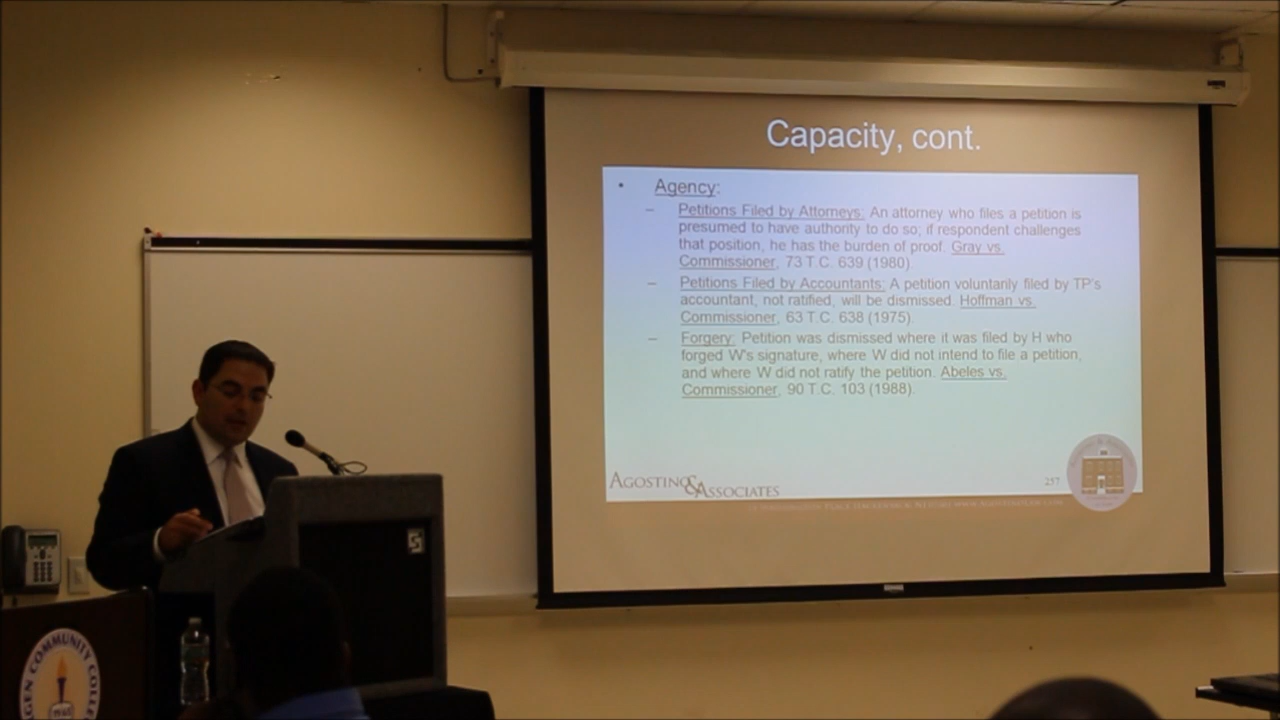 Capacity, cont.
• Agency:
– Petitions Filed by Attorneys: An attorney who files a petition is
presumed to have authority to do so; if respondent challenges
that position, he has the burden of proof. Gray vs.
Commissioner, 73 T.C. 639 (1980).
– Petitions Filed by Accountants: A petition voluntarily filed by TP's
accountant, not ratified, will be dismissed. Hoffman vs.
Commissioner, 63 T.C. 638 (1975).
– Forgery: Petition was dismissed where it was filed by H who
forged W's signature, where W did not intend to file a petition,
and where W did not ratify the petition. Abeles vs.
Commissioner, 90 T.C. 103 (1988).
AGOSTINO & ASSOCIATES
257
GEN COMMUNITY COLLE